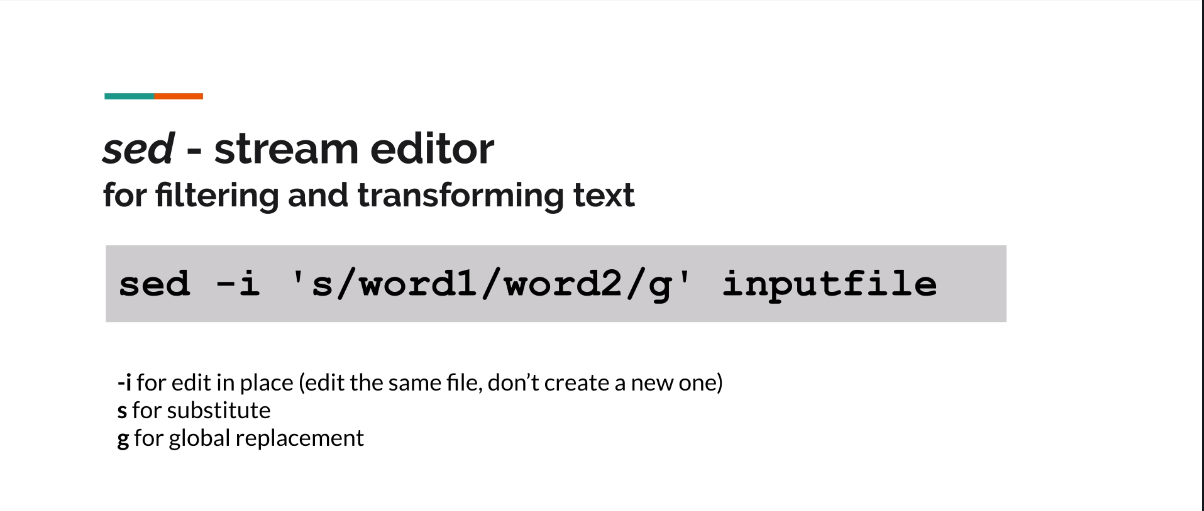 sed - stream editor
for filtering and transforming text
sed -i 's/word1/word2/g' inputfile
-i for edit in place (edit the same file, don’t create a new one)
s for substitute
g for global replacement